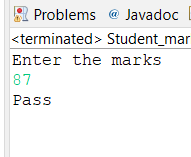 Problems @ Javadoc
<terminated> Student_mar
Enter the marks
87
Pass